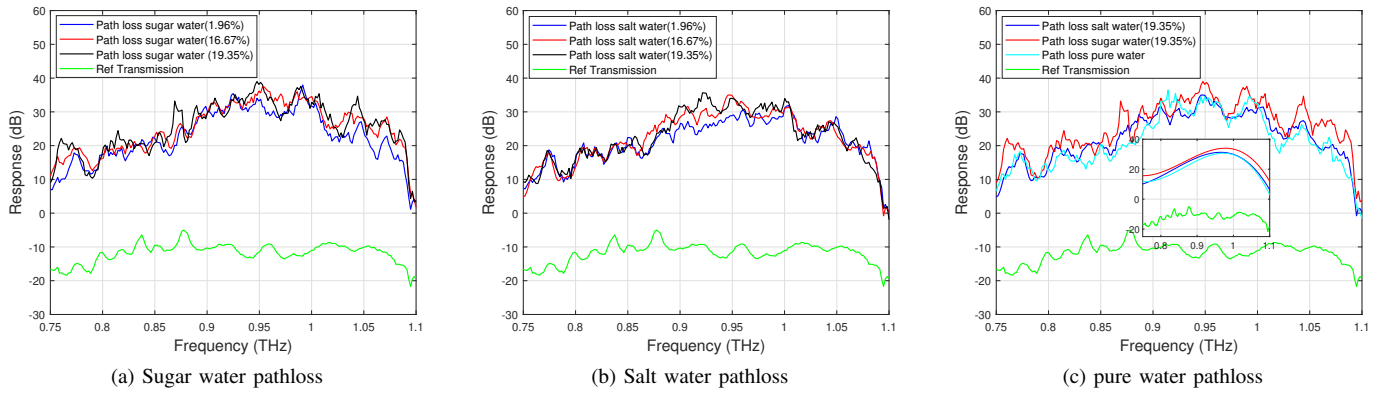 60
50
40
30
20
10
0
-10
-20
-30
Response (dB)
Path loss sugar water(1.96%)
Path loss sugar water(16.67%)
Path loss sugar water (19.35%)
Ref Transmission
0.75 0.8 0.85 0.9 0.95 1 1.05 1.1
Frequency (THz)
(a) Sugar water pathloss
60
50
40
30
20
10
0
-10
-20
-30
Response (dB)
Path loss salt water(1.96%)
Path loss salt water(16.67%)
Path loss salt water(19.35%)
Ref Transmission
0.75 0.8 0.85 0.9 0.95 1 1.05 1.1
Frequency (THz)
(b) Salt water pathloss
60
50
40
30
20
10
0
-10
-20
-30
Response (dB)
Path loss salt water(19.35%)
Path loss sugar water(19.35%)
Path loss pure water
Ref Transmission
40
20
0
-20
0.8 0.9 1 1.1
0.75 0.8 0.85 0.9 0.95 1 1.05 1.1
Frequency (THz)
(c) pure water pathloss